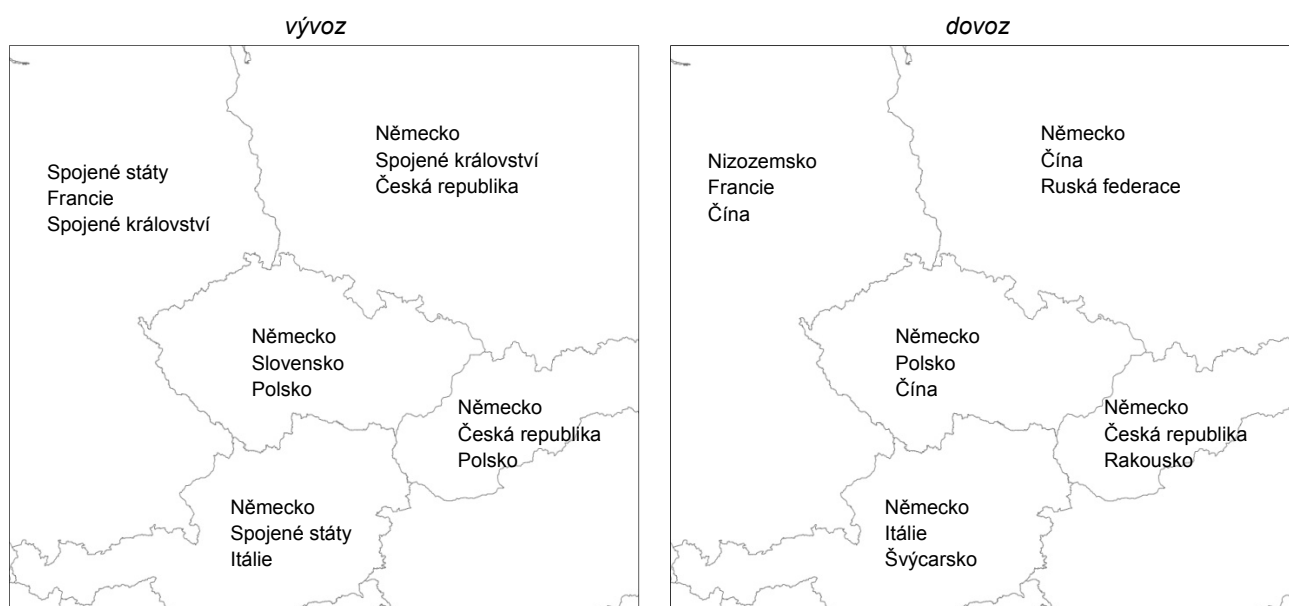 vývoz
Spojené státy
Francie
Spojené království
Německo
Spojené království
Česká republika
Německo
Slovensko
Polsko
Německo
Česká republika
Polsko
Německo
Spojené státy
Itálie
dovoz
Nizozemsko
Francie
Čína
Německo
Čína
Ruská federace
Německo
Polsko
Čína
Německo
Česká republika
Rakousko
Německo
Itálie
Švýcarsko